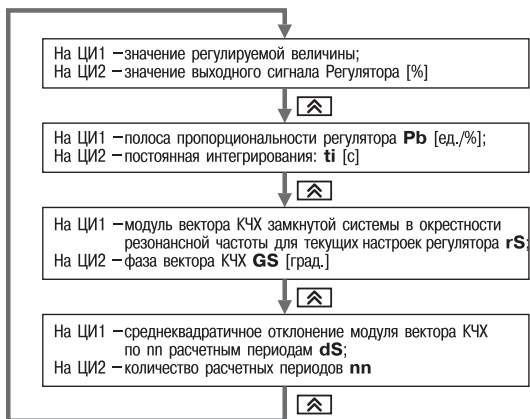 На ЦИ1 – значение регулируемой величины;
На ЦИ2 – значение выходного сигнала Регулятора [%]
На ЦИ1 – полоса пропорциональности регулятора Pb [ед./%];
На ЦИ2 – постоянная интегрирования: ti [с]
На ЦИ1 – модуль вектора КЧХ замкнутой системы в окрестности
резонансной частоты для текущих настроек регулятора rS;
На ЦИ2 – фаза вектора КЧХ GS [град.]
На ЦИ1 – среднеквадратичное отклонение модуля вектора КЧХ
по nn расчетным периодам dS;
На ЦИ2 – количество расчетных периодов nn